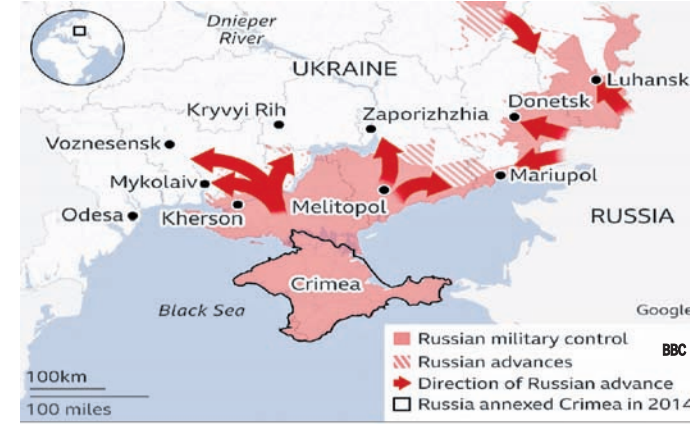 Dnieper
River
UKRAINE
Luhansk
Kryvyi Rih
Zaporizhzhia
Donetsk
Voznesensk
Mykolaiv
Mariupol
Odesa
Kherson
Melitopol
RUSSIA
Crimea
Black Sea
Google
Russian military control
BBC
Russian advances
100km
Direction of Russian advance
100 miles
Russia annexed Crimea in 2014